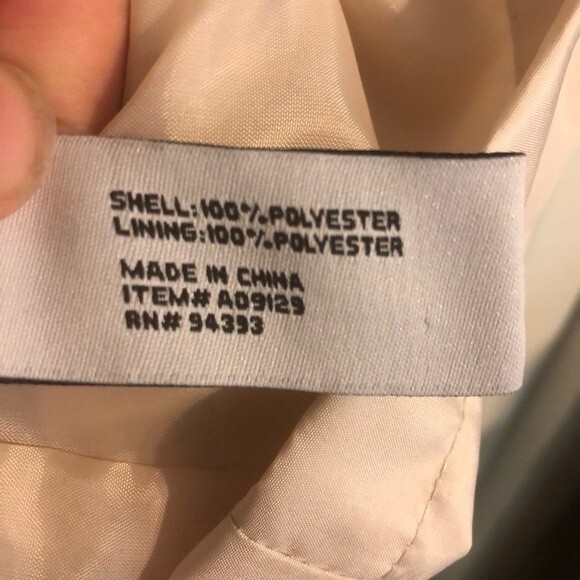 SHELL:100%POLYESTER
LINING:100%POLYESTER
MADE IN CHINA
ITEM# A09129
RN# 94393